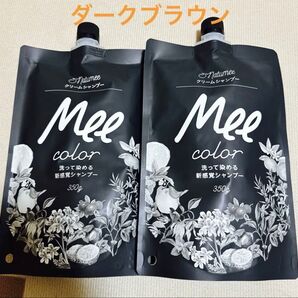 ダークブラウン
Natumee
クリームシャンプー
Mee
color
洗って染める
新感覚シャンプー
350g
Natumee
クリームシャンプー
Mee
color
洗って染める
新感覚シャンプー
350g